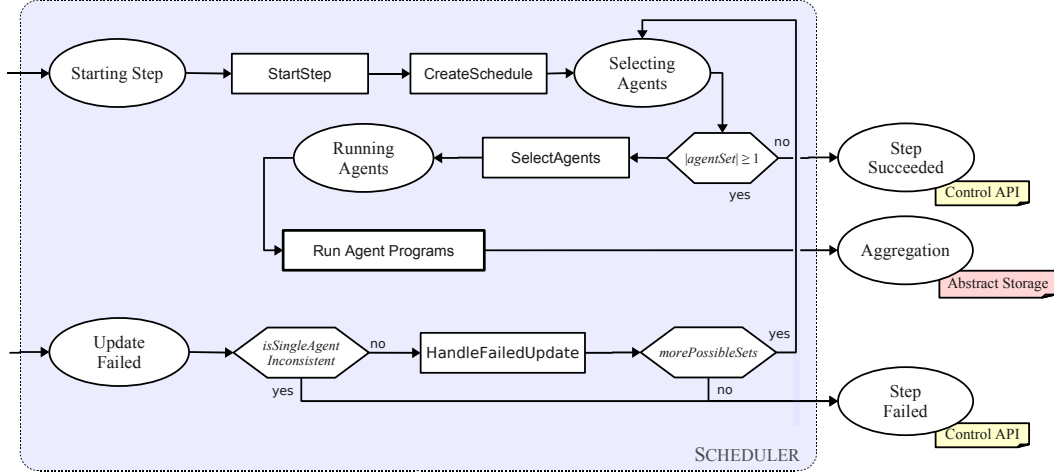 Starting Step
StartStep
CreateSchedule
Selecting
Agents
Running
Agents
SelectAgents
|agentSet| ≥ 1
no
yes
Step
Succeeded
Control API
Run Agent Programs
Aggregation
Abstract Storage
Update
Failed
isSingleAgent
Inconsistent
no
yes
HandleFailedUpdate
morePossibleSets
yes
no
Step
Failed
Control API
SCHEDULER